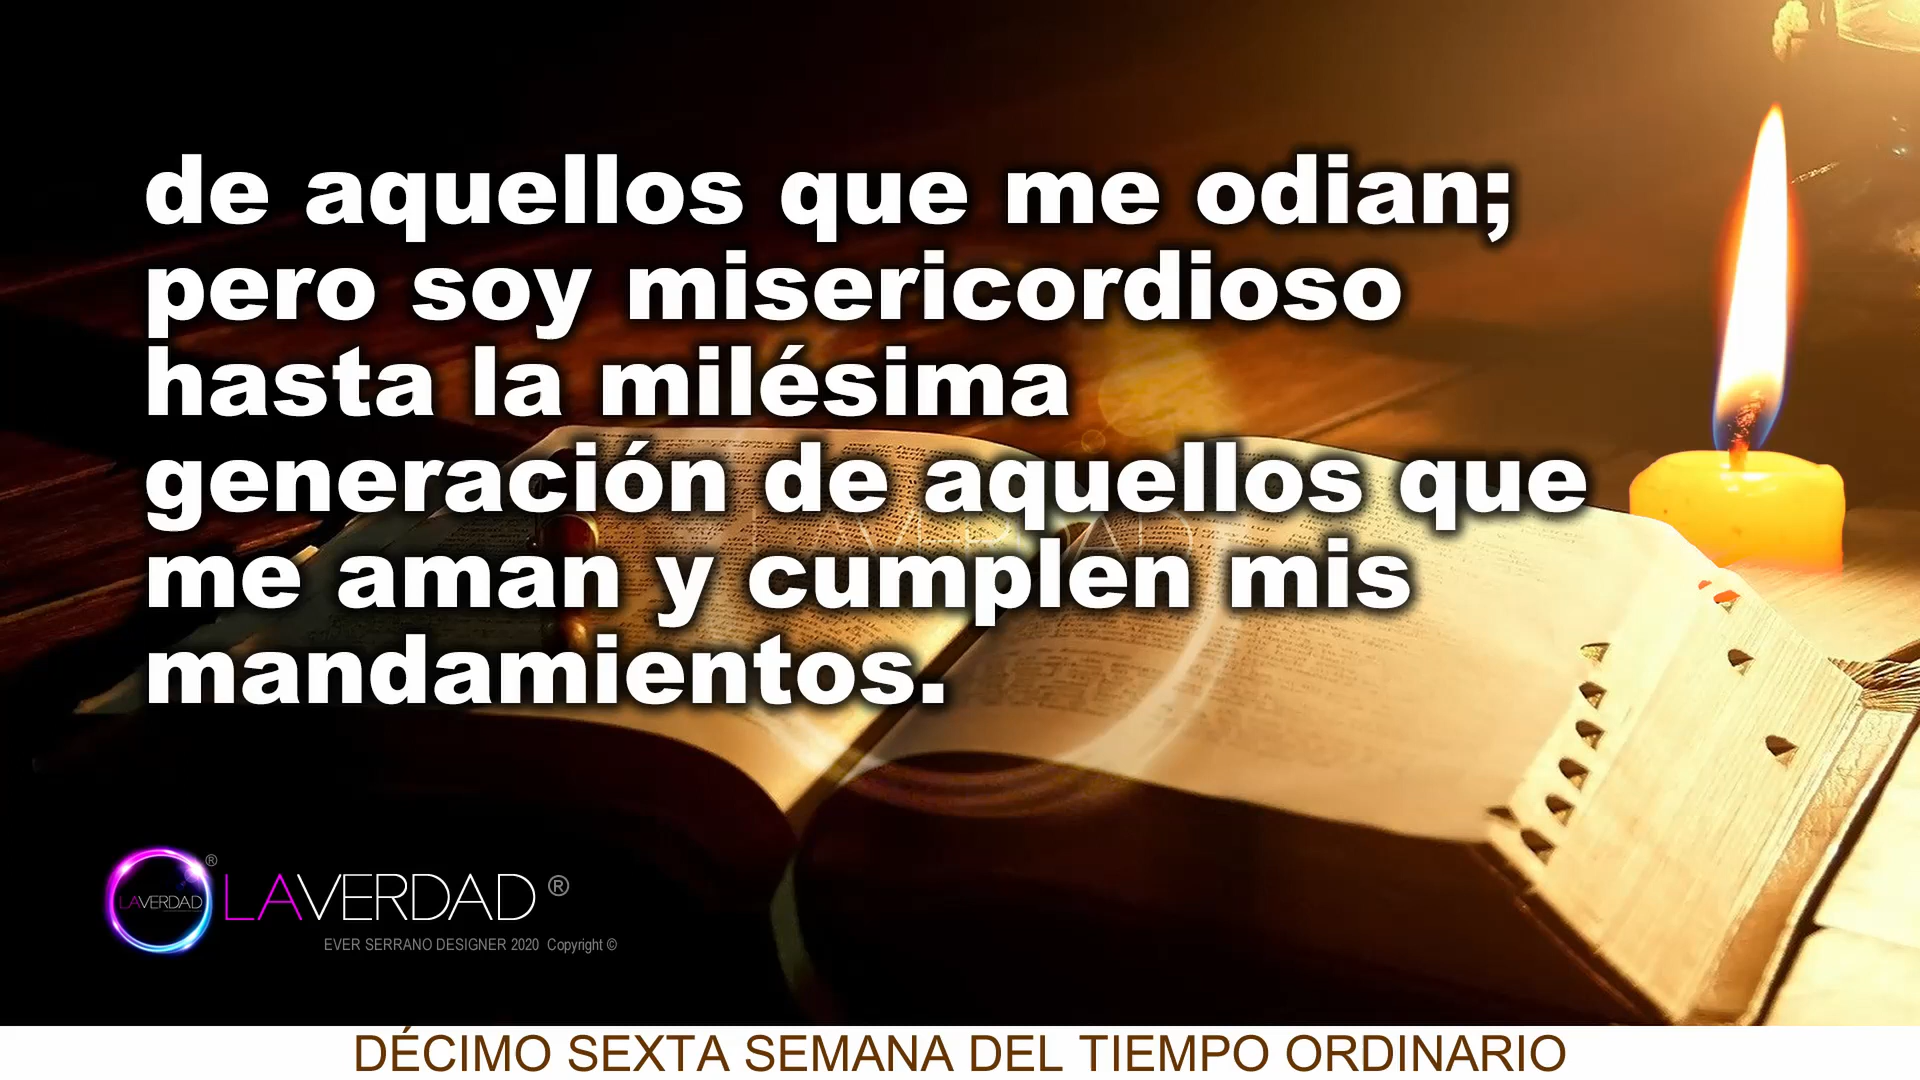 de aquellos que me odian;
pero soy misericordioso
hasta la milésima
generación de aquellos que
me aman y cumplen mis
mandamientos.
LAVERDAD
LAVERDAD ®
LAVERDAD ®
EVER SERRANO DESIGNER 2020 Copyright ©
DÉCIMO SEXTA SEMANA DEL TIEMPO ORDINARIO